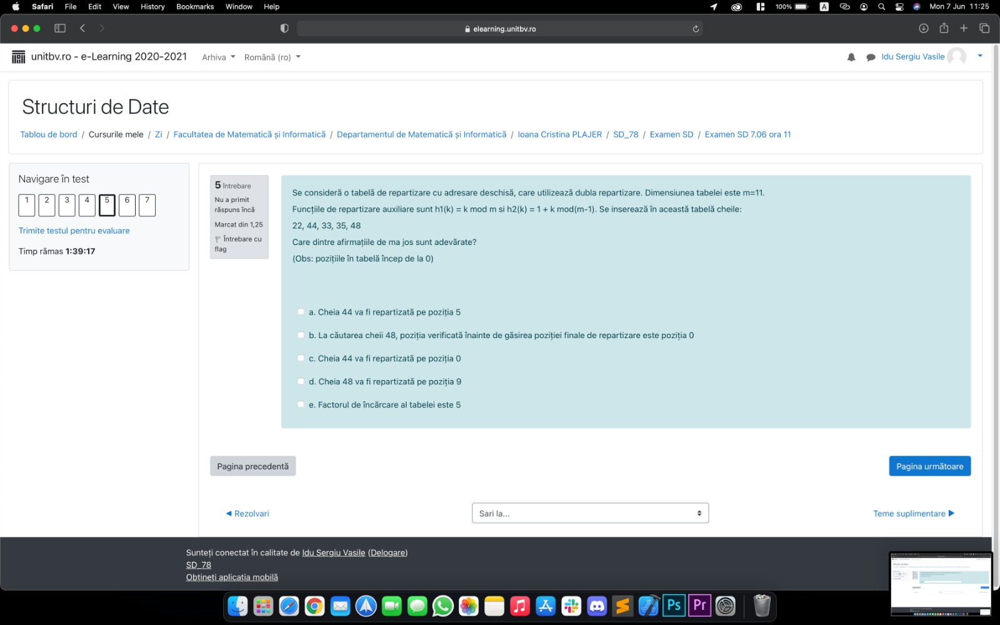 Safari File Edit View History Bookmarks Window Help 100% A Mon 7 Jun 11:25
elearning.unitbv.ro
unitbv.ro - e-Learning 2020-2021 Arhiva Română (ro) Idu Sergiu Vasile
Structuri de Date
Tablou de bord / Cursurile mele / Zi / Facultatea de Matematică și Informatică / Departamentul de Matematică și Informatică / Ioana Cristina PLAJER / SD_78 / Examen SD / Examen SD 7.06 ora 11
Navigare în test
1 2 3 4 5 6 7
Trimite testul pentru evaluare
Timp rămas 1:39:17
5 Întrebare
Nu a primit
răspuns încă
Marcat din 1,25
Întrebare cu
flag
Se consideră o tabelă de repartizare cu adresare deschisă, care utilizează dubla repartizare. Dimensiunea tabelei este m=11.
Funcțiile de repartizare auxiliare sunt h1(k) = k mod m si h2(k) = 1 + k mod(m-1). Se inserează în această tabelă cheile:
22, 44, 33, 35, 48
Care dintre afirmațiile de ma jos sunt adevărate?
(Obs: pozițiile în tabelă încep de la 0)
a. Cheia 44 va fi repartizată pe poziția 5
b. La căutarea cheii 48, poziția verificată înainte de găsirea poziției finale de repartizare este poziția 0
c. Cheia 44 va fi repartizată pe poziția 0
d. Cheia 48 va fi repartizată pe poziția 9
e. Factorul de încărcare al tabelei este 5
Pagina precedentă Pagina următoare
◄ Rezolvari Sari la... Teme suplimentare ►
Sunteți conectat în calitate de Idu Sergiu Vasile (Delogare)
SD_78
Obțineți aplicația mobilă
Ps Pr